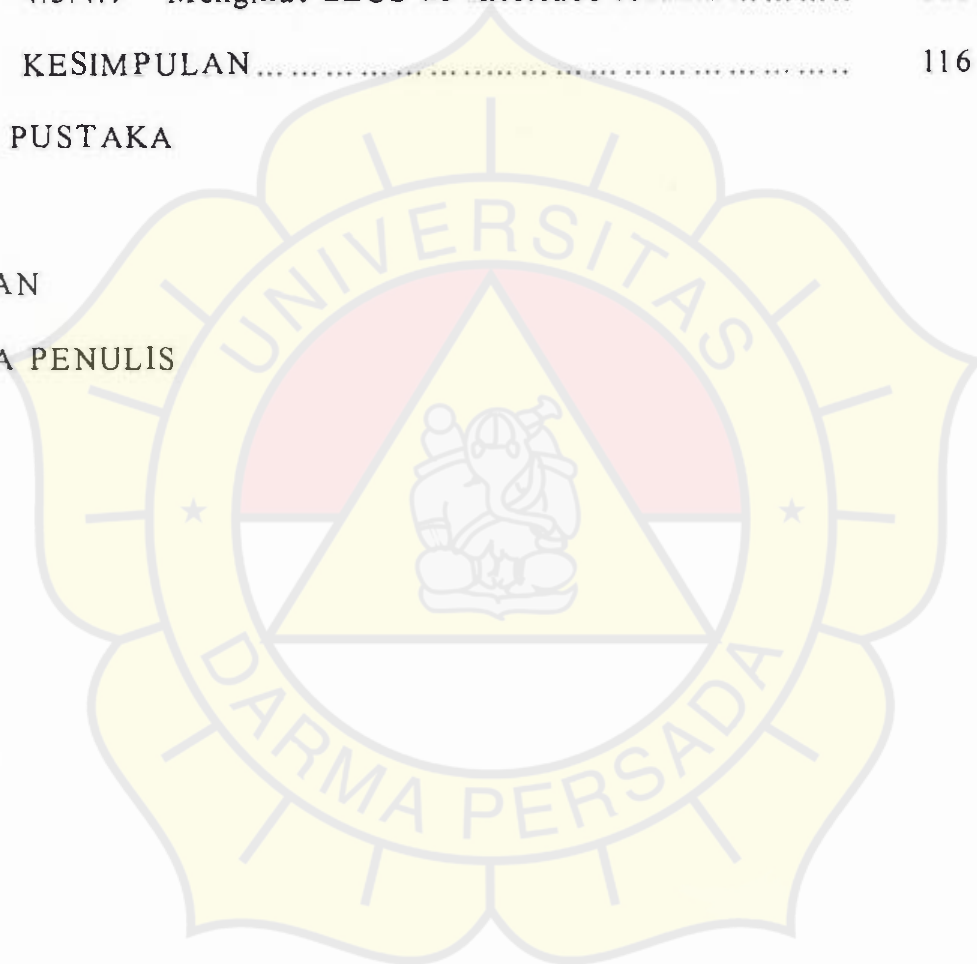 KESIMPULAN ........................................................ 116
PUSTAKA
AN
A PENULIS
UNIVERSITAS
DARMA PERSADA